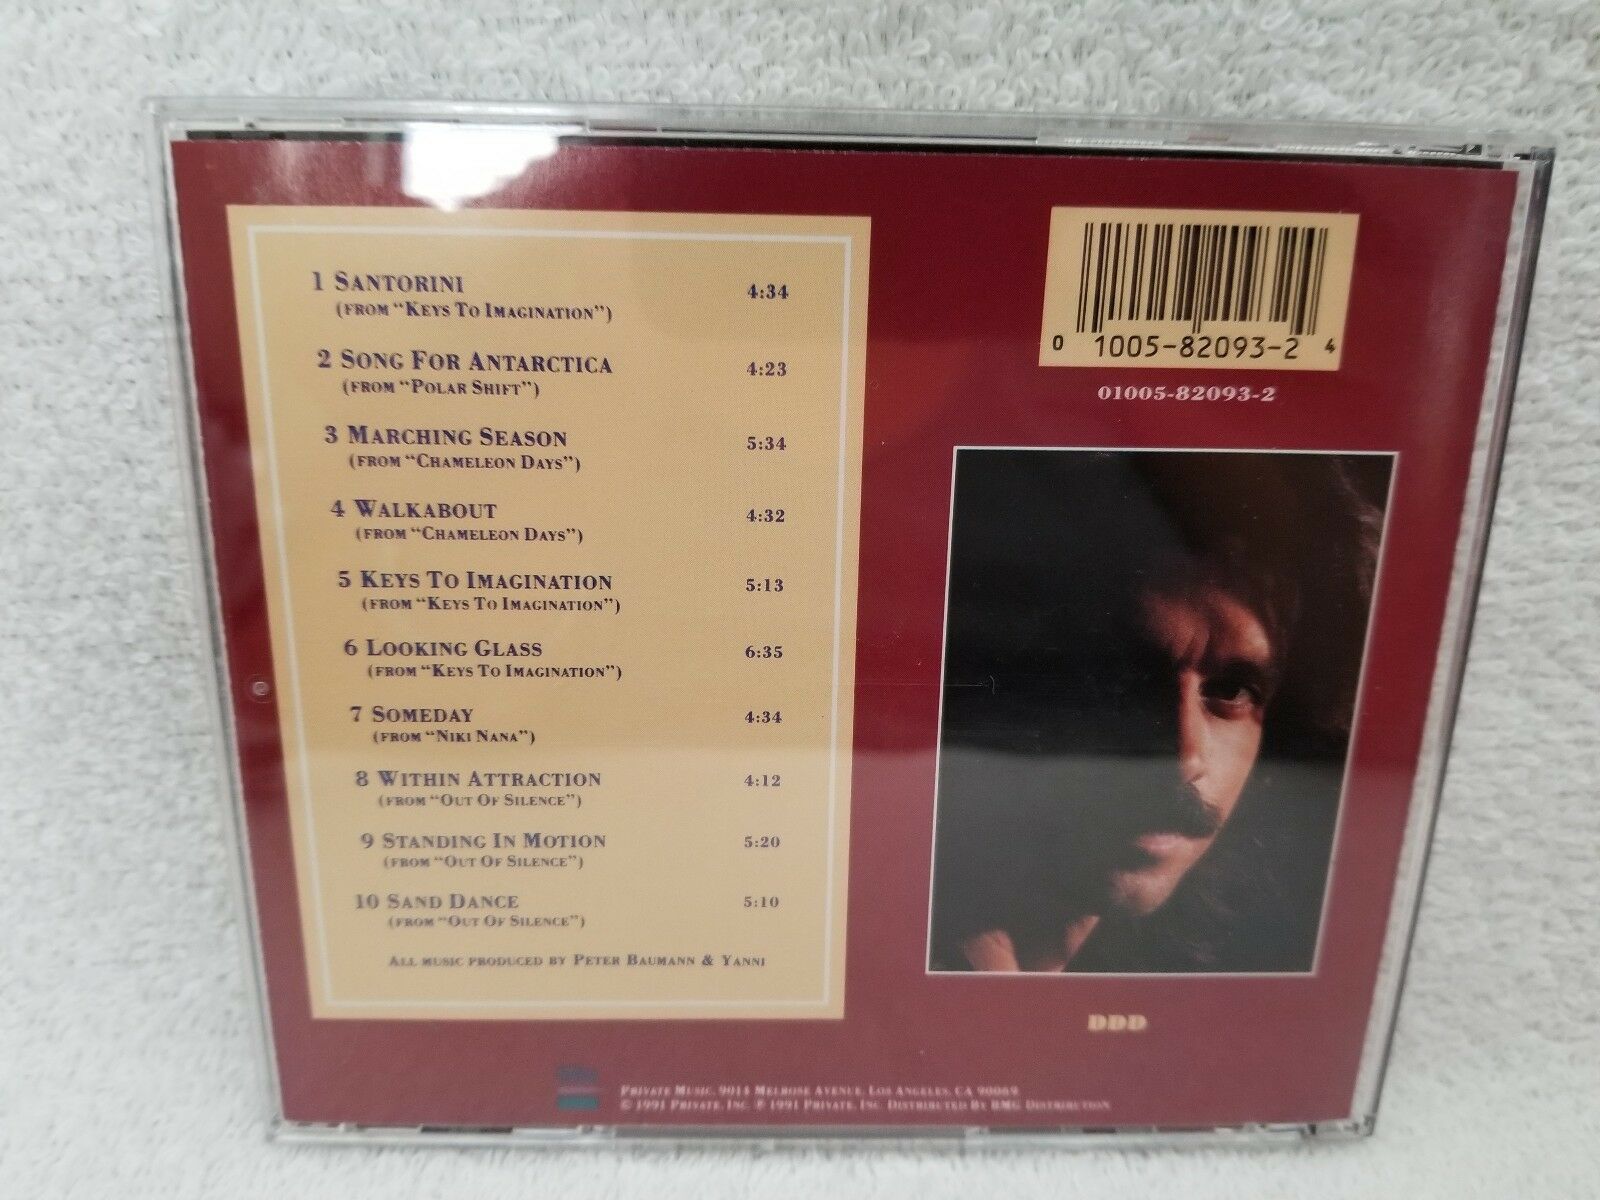 1 SANTORINI 4:34
(FROM "KEYS TO IMAGINATION")
2 SONG FOR ANTARCTICA 4:23
(FROM "POLAR SHIFT")
3 MARCHING SEASON 5:34
(FROM "CHAMELEON DAYS")
4 WALKABOUT 4:32
(FROM "CHAMELEON DAYS")
5 KEYS TO IMAGINATION 5:13
(FROM "KEYS TO IMAGINATION")
6 LOOKING GLASS 6:35
(FROM "KEYS TO IMAGINATION")
7 SOMEDAY 4:34
(FROM "NIKI NANA")
8 WITHIN ATTRACTION 4:12
(FROM "OUT OF SILENCE")
9 STANDING IN MOTION 5:20
(FROM "OUT OF SILENCE")
10 SAND DANCE 5:10
(FROM "OUT OF SILENCE")
ALL MUSIC PRODUCED BY PETER BAUMANN & YANNI
0 1005-82093-2 4
01005-82093-2
DDD
PRIVATE MUSIC, 9014 MELROSE AVENUE, LOS ANGELES, CA 90069
© 1991 PRIVATE, INC. ℗ 1991 PRIVATE, INC. DISTRIBUTED BY BMG DISTRIBUTION